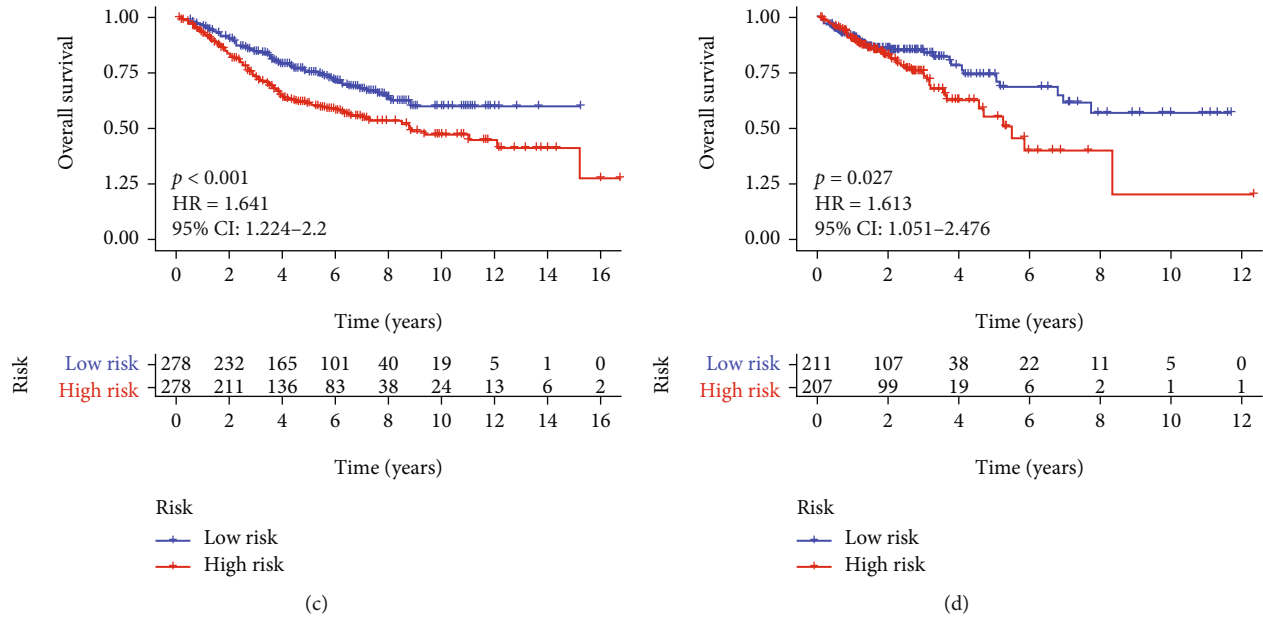 1.00
0.75
0.50
1.25
0.00
Overall survival
p < 0.001
HR = 1.641
95% CI: 1.224–2.2
0 2 4 6 8 10 12 14 16
Time (years)
Risk
Low risk 278 232 165 101 40 19 5 1 0
High risk 278 211 136 83 38 24 13 6 2
0 2 4 6 8 10 12 14 16
Time (years)
Risk
Low risk
High risk
(c)
1.00
0.75
0.50
1.25
0.00
Overall survival
p = 0.027
HR = 1.613
95% CI: 1.051–2.476
0 2 4 6 8 10 12
Time (years)
Risk
Low risk 211 107 38 22 11 5 0
High risk 207 99 19 6 2 1 1
0 2 4 6 8 10 12
Time (years)
Risk
Low risk
High risk
(d)